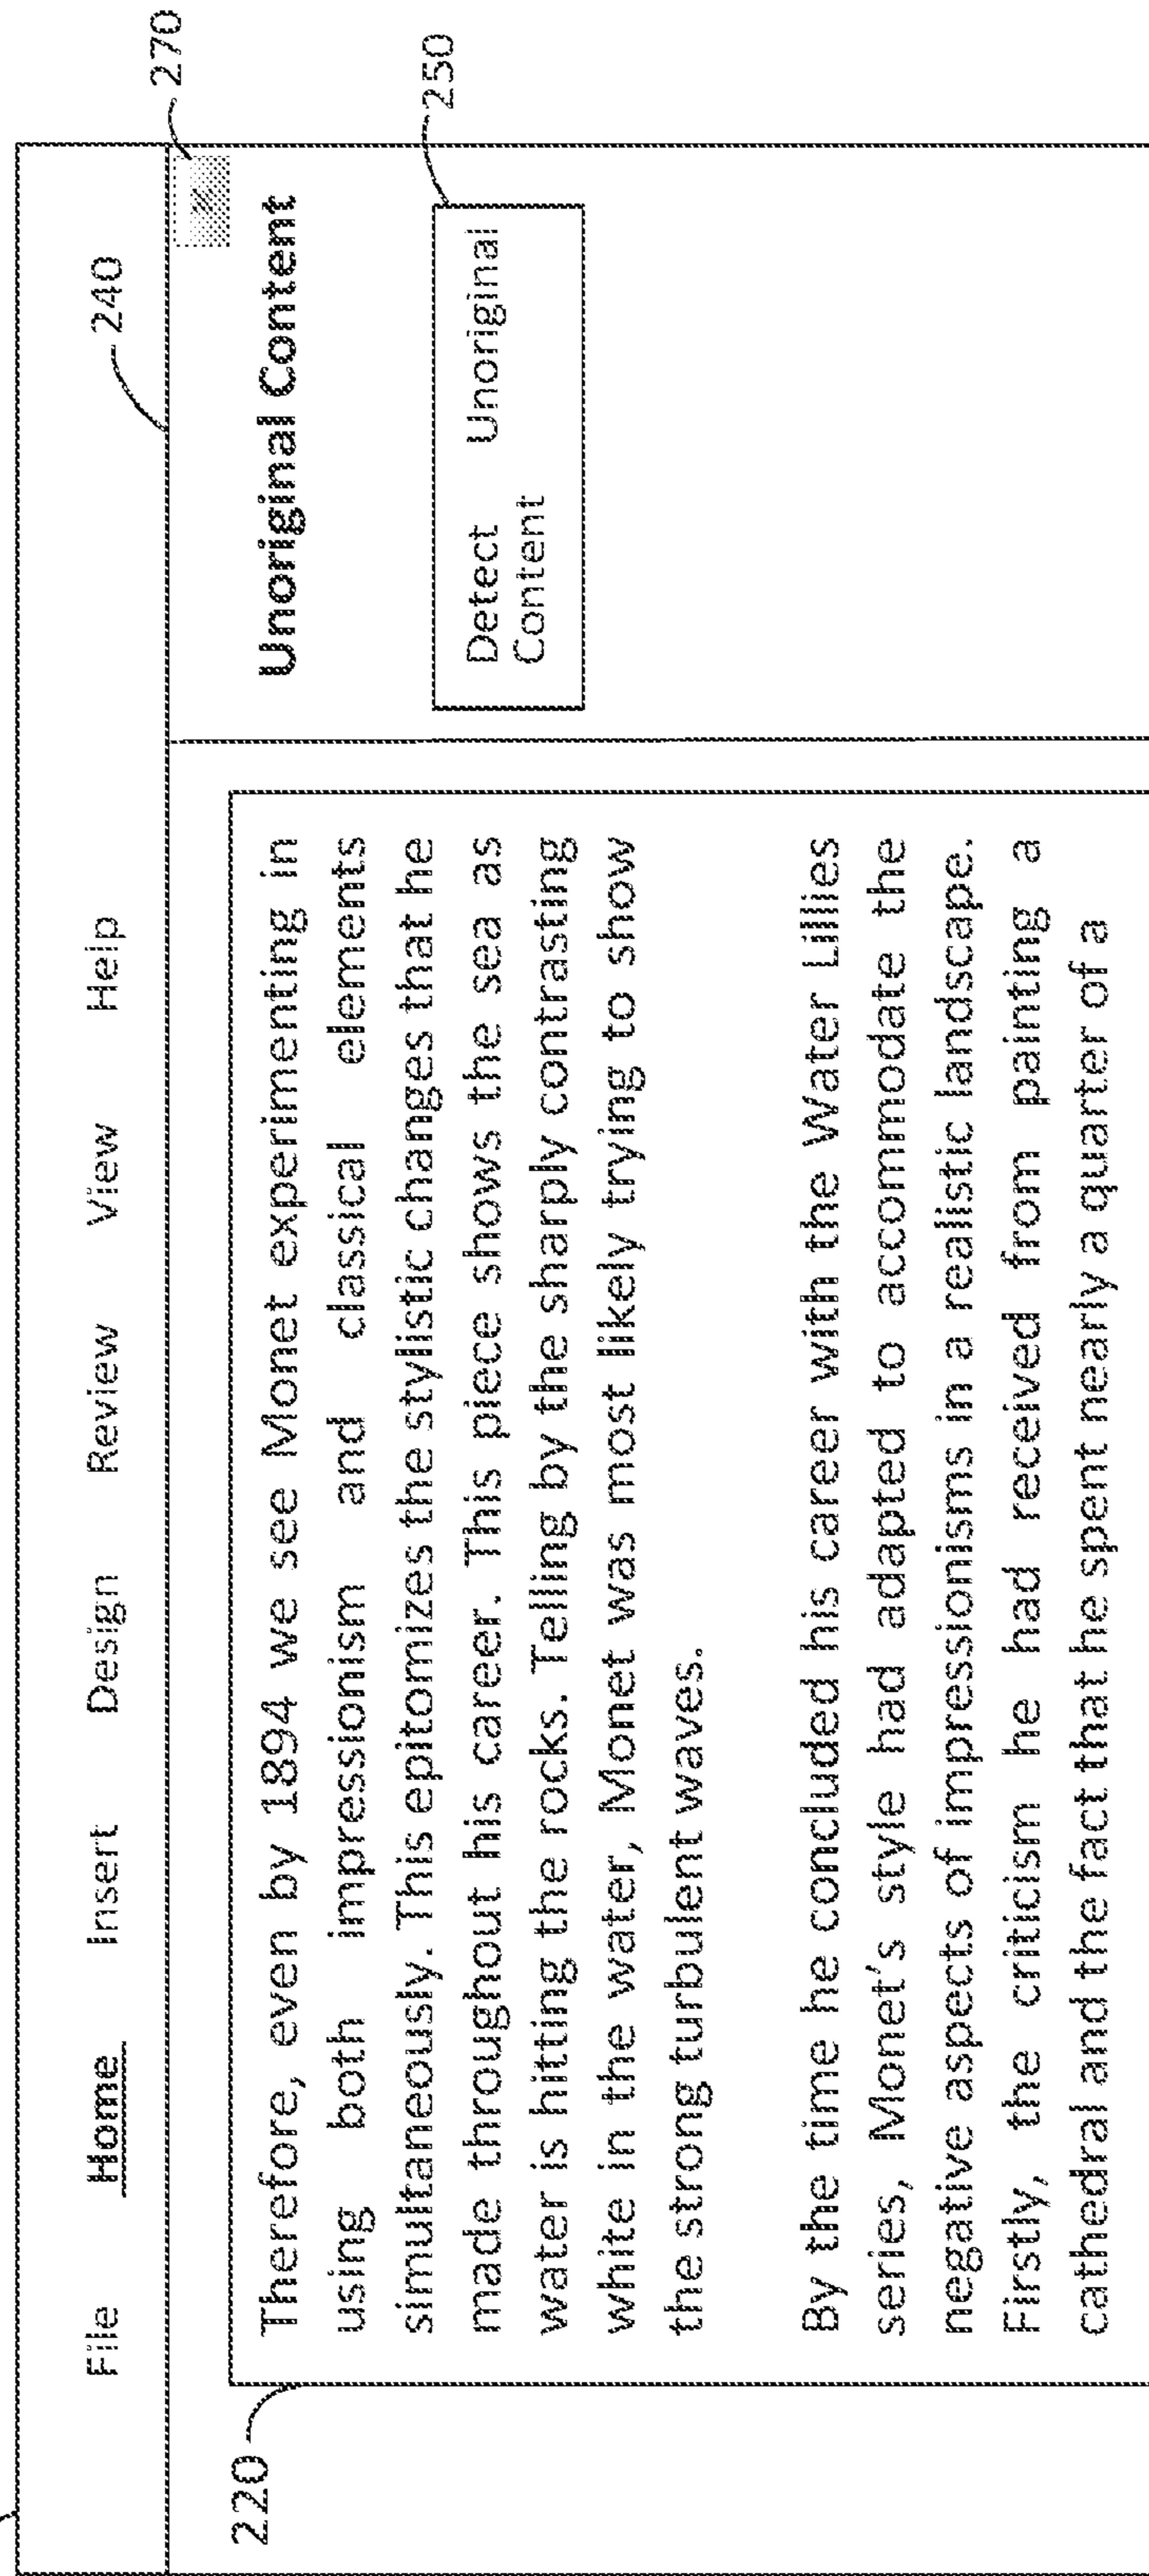 270
240
File Home Insert Design Review View Help
220
Therefore, even by 1894 we see Monet experimenting in
using both impressionism and classical elements
simultaneously. This epitomizes the stylistic changes that he
made throughout his career. This piece shows the sea as
water is hitting the rocks. Telling by the sharply contrasting
white in the water, Monet was most likely trying to show
the strong turbulent waves.
By the time he concluded his career with the Water Lillies
series, Monet's style had adapted to accommodate the
negative aspects of impressionisms in a realistic landscape.
Firstly, the criticism he had received from painting a
cathedral and the fact that he spent nearly a quarter of a
Unoriginal Content
250
Detect Unoriginal
Content